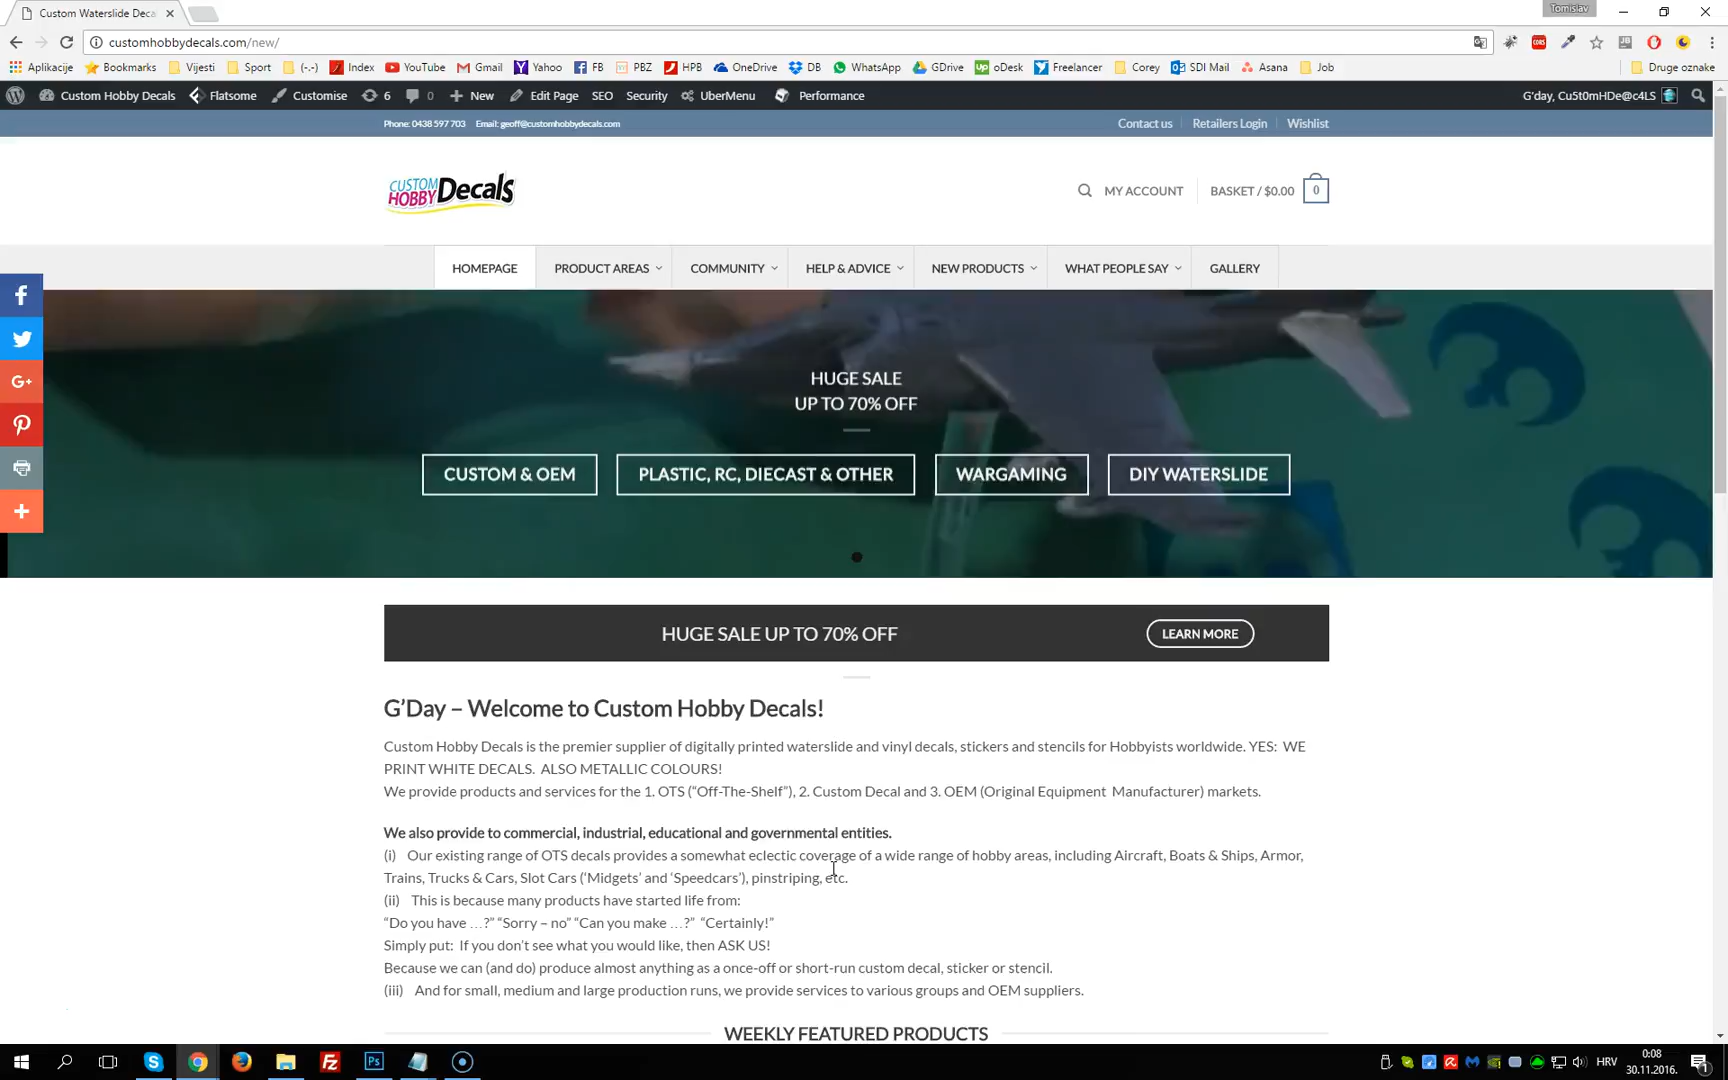 Custom Waterslide Deca
Tomislav
customhobbydecals.com/new/
Aplikacije Bookmarks Vijesti Sport (-.-) Index YouTube Gmail Yahoo FB PBZ HPB OneDrive DB WhatsApp GDrive oDesk Freelancer Corey SDI Mail Asana Job Druge oznake
Custom Hobby Decals Flatsome Customise 6 0 New Edit Page SEO Security UberMenu Performance G'day, Cu5t0mHDe@c4LS
Phone: 0438 597 703 Email: geoff@customhobbydecals.com Contact us Retailers Login Wishlist
CUSTOM HOBBY Decals
MY ACCOUNT BASKET / $0.00 0
HOMEPAGE PRODUCT AREAS COMMUNITY HELP & ADVICE NEW PRODUCTS WHAT PEOPLE SAY GALLERY
HUGE SALE
UP TO 70% OFF
CUSTOM & OEM PLASTIC, RC, DIECAST & OTHER WARGAMING DIY WATERSLIDE
HUGE SALE UP TO 70% OFF LEARN MORE
G'Day – Welcome to Custom Hobby Decals!
Custom Hobby Decals is the premier supplier of digitally printed waterslide and vinyl decals, stickers and stencils for Hobbyists worldwide. YES: WE
PRINT WHITE DECALS. ALSO METALLIC COLOURS!
We provide products and services for the 1. OTS (“Off-The-Shelf”), 2. Custom Decal and 3. OEM (Original Equipment Manufacturer) markets.
We also provide to commercial, industrial, educational and governmental entities.
(i) Our existing range of OTS decals provides a somewhat eclectic coverage of a wide range of hobby areas, including Aircraft, Boats & Ships, Armor,
Trains, Trucks & Cars, Slot Cars (‘Midgets’ and ‘Speedcars’), pinstriping, etc.
(ii) This is because many products have started life from:
“Do you have …?” “Sorry – no” “Can you make …?” “Certainly!”
Simply put: If you don’t see what you would like, then ASK US!
Because we can (and do) produce almost anything as a once-off or short-run custom decal, sticker or stencil.
(iii) And for small, medium and large production runs, we provide services to various groups and OEM suppliers.
WEEKLY FEATURED PRODUCTS
HRV
0:08
30.11.2016.